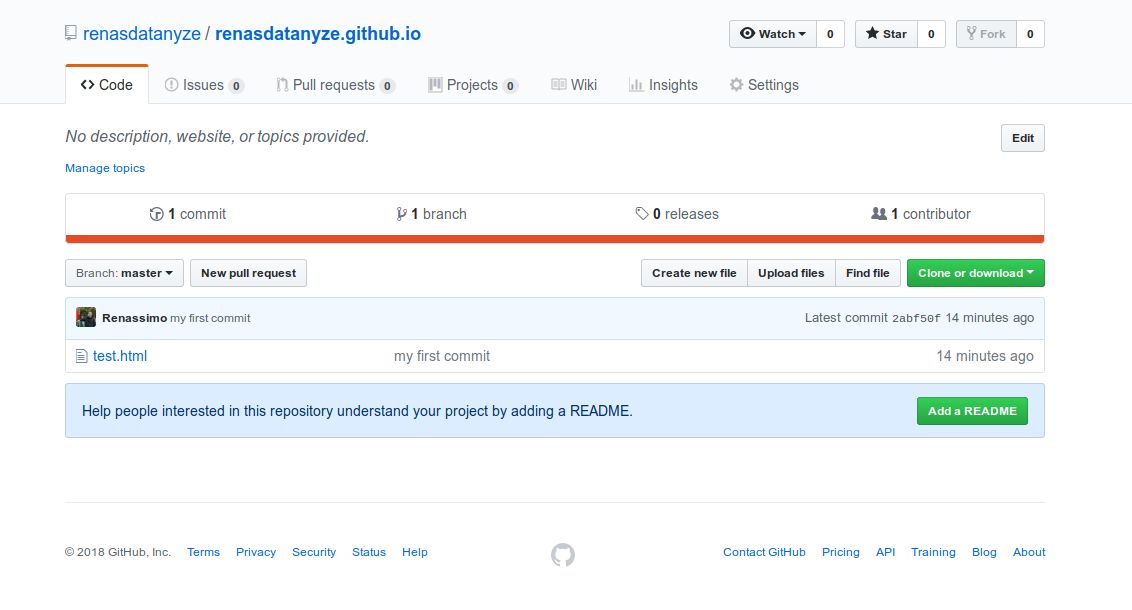 renasdatanyze / renasdatanyze.github.io
Watch 0 Star 0 Fork 0
Code Issues 0 Pull requests 0 Projects 0 Wiki Insights Settings
No description, website, or topics provided.
Edit
Manage topics
1 commit 1 branch 0 releases 1 contributor
Branch: master New pull request Create new file Upload files Find file Clone or download
Renassimo my first commit Latest commit 2abf50f 14 minutes ago
test.html my first commit 14 minutes ago
Help people interested in this repository understand your project by adding a README. Add a README
© 2018 GitHub, Inc. Terms Privacy Security Status Help Contact GitHub Pricing API Training Blog About